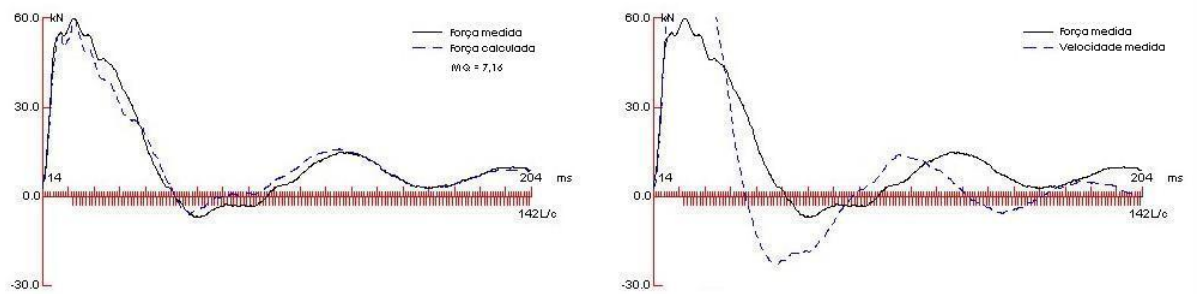 60.0 kN
Força medida
Força calculada
MQ = 7,16
30.0
14
204 ms
0.0
142L/c
-30.0
60.0 kN
Força medida
Velocidade medida
30.0
14
204 ms
0.0
142L/c
-30.0